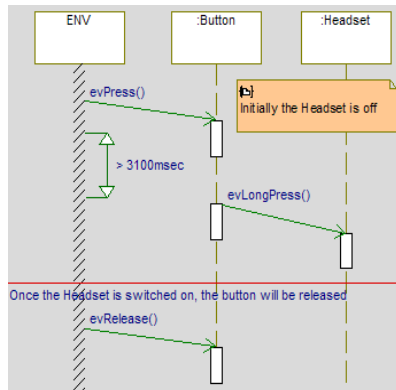 ENV
:Button
:Headset
evPress()
Initially the Headset is off
> 3100msec
evLongPress()
Once the Headset is switched on, the button will be released
evRelease()